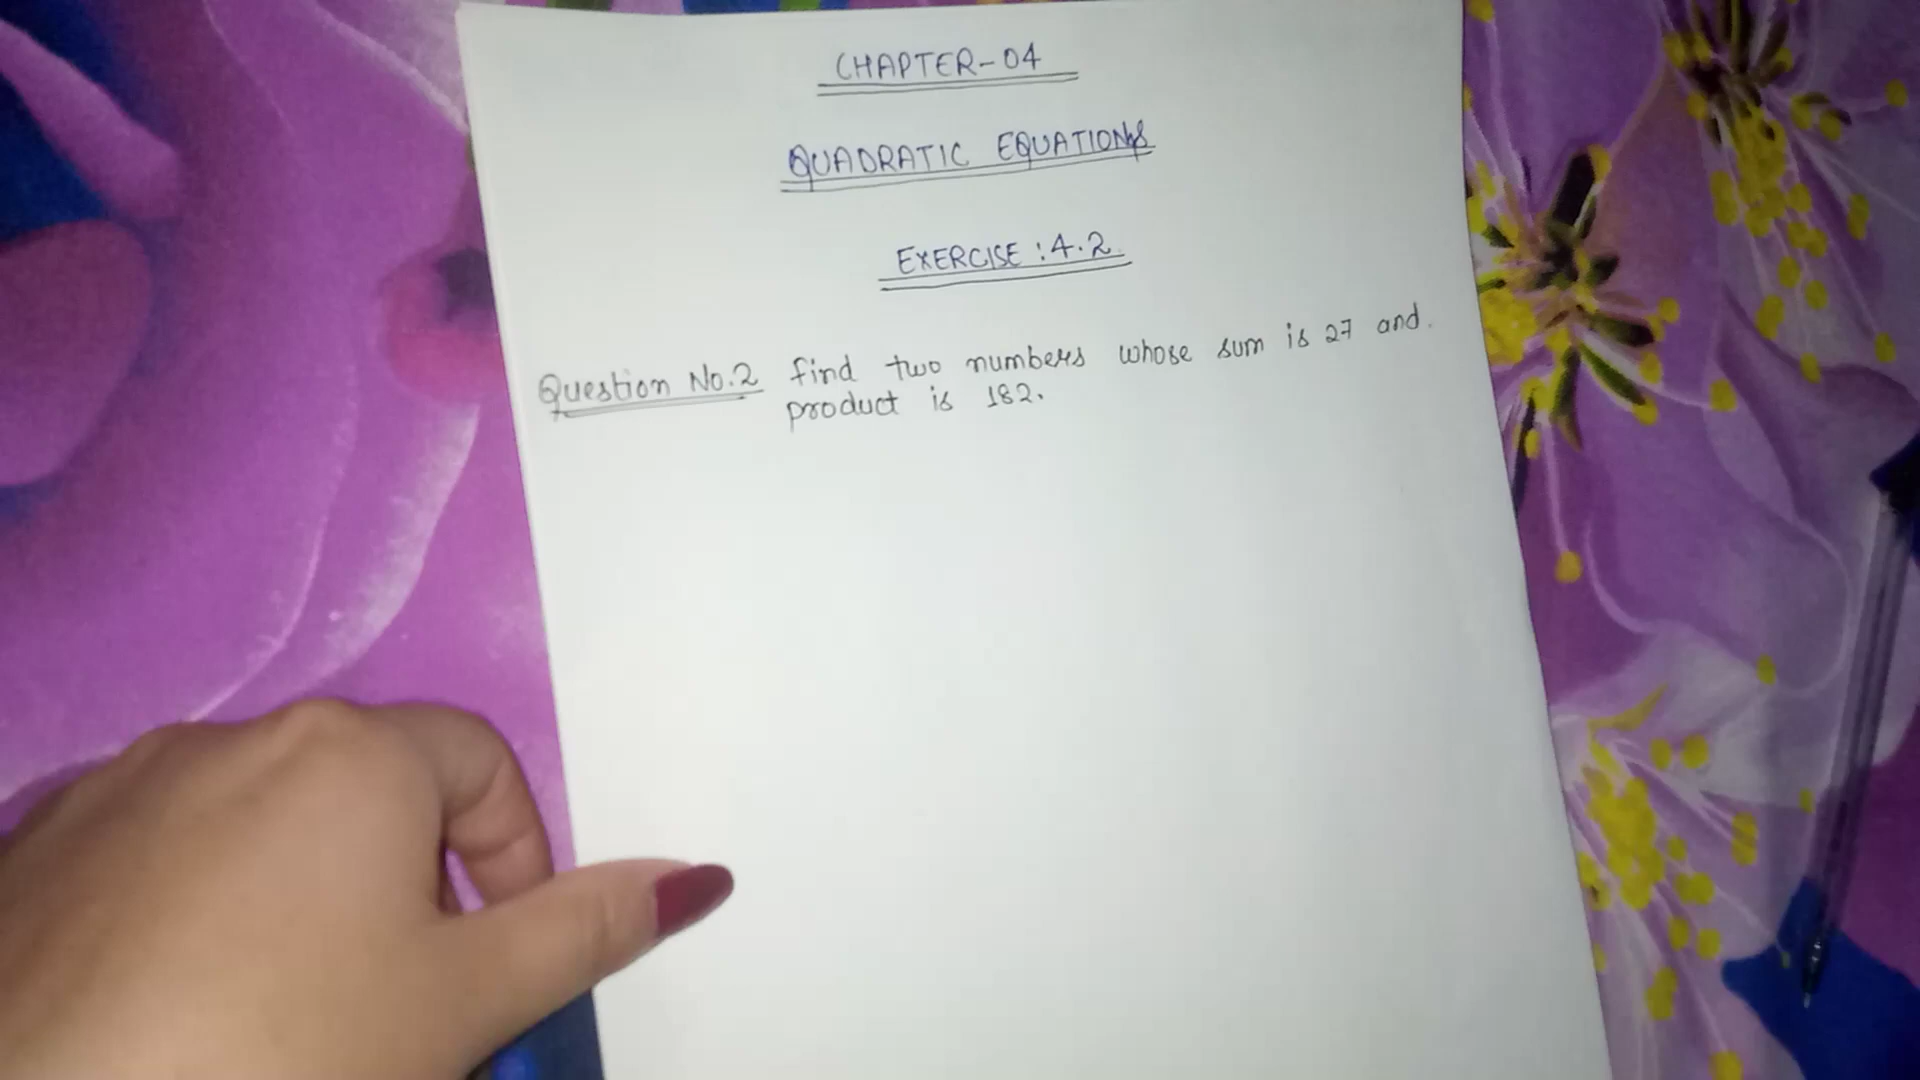 CHAPTER-04
QUADRATIC EQUATIONS
EXERCISE : 4.2
Question No.2 find two numbers whose sum is 27 and.
product is 182.